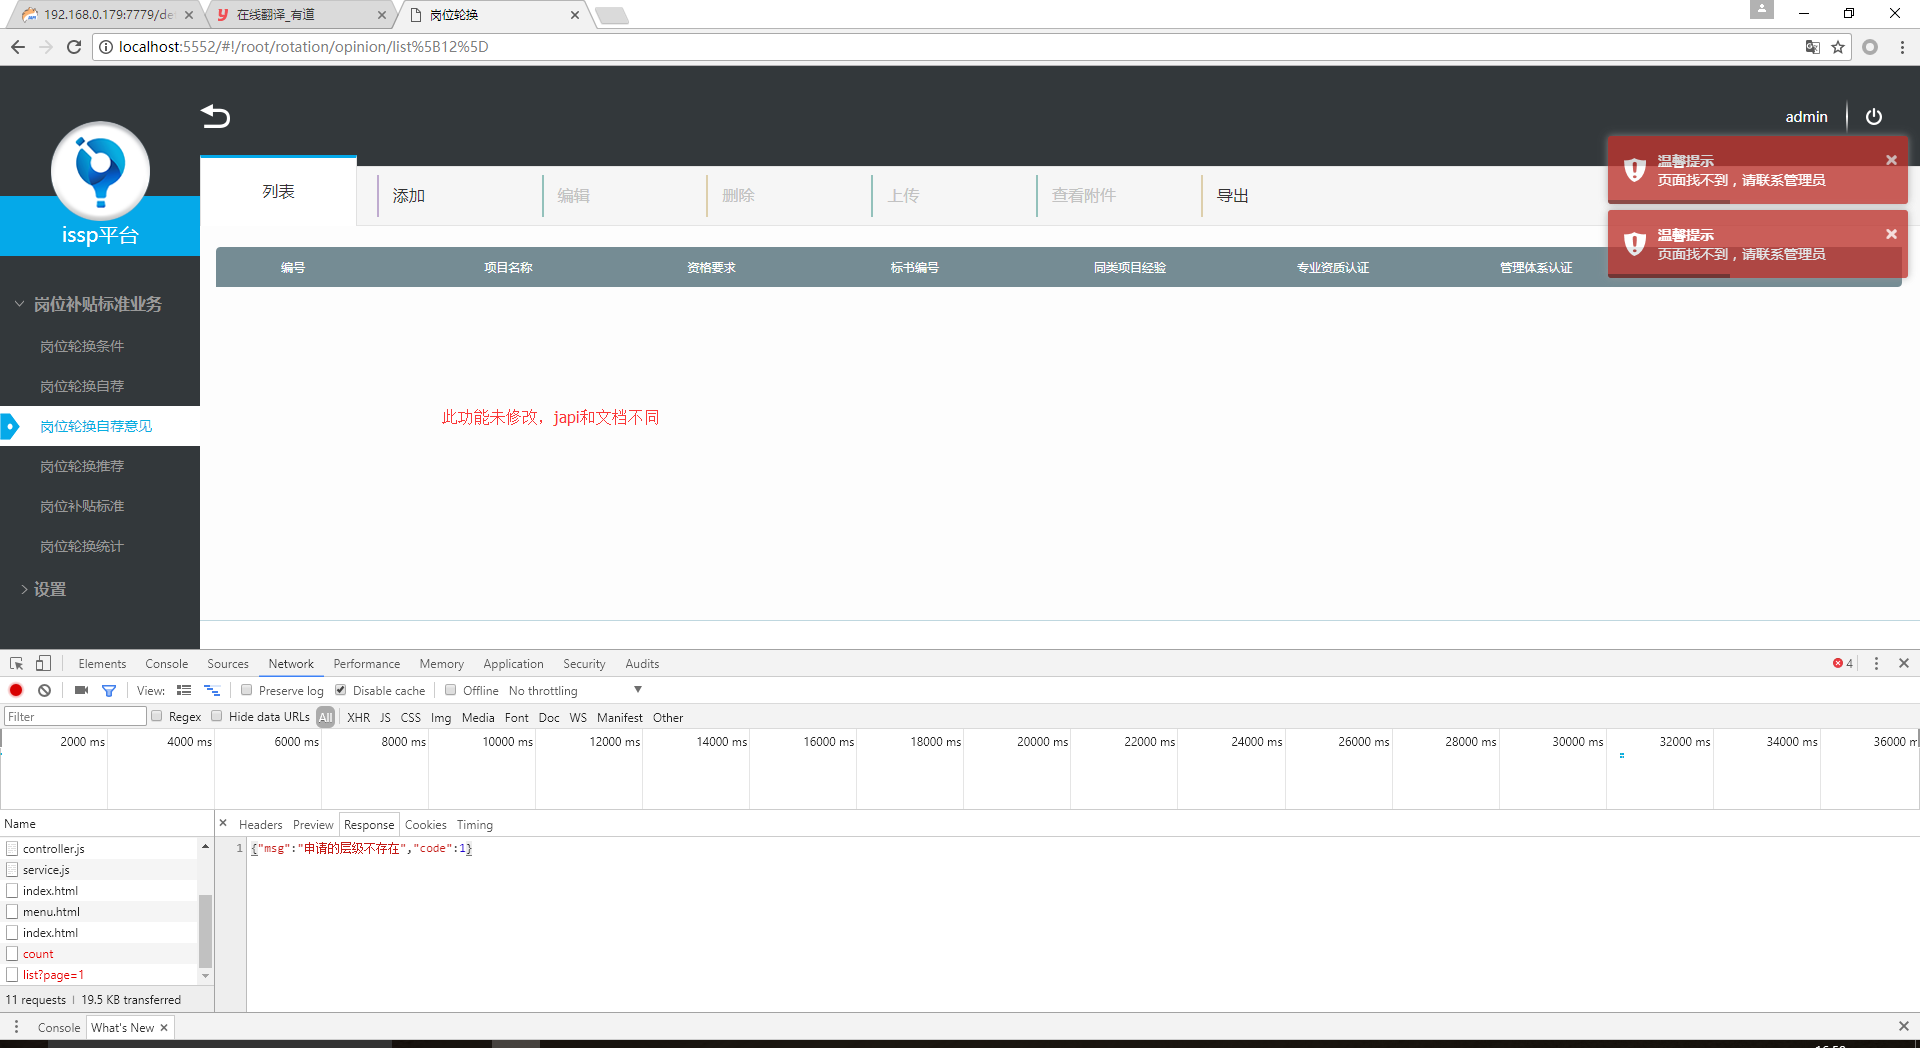 192.168.0.179:7779/de
在线翻译_有道
岗位轮换
localhost:5552/#!/root/rotation/opinion/list%5B12%5D
admin
issp平台
列表
添加
编辑
删除
上传
查看附件
导出
温馨提示
页面找不到，请联系管理员
温馨提示
页面找不到，请联系管理员
编号
项目名称
资格要求
标书编号
同类项目经验
专业资质认证
管理体系认证
岗位补贴标准业务
岗位轮换条件
岗位轮换自荐
岗位轮换自荐意见
岗位轮换推荐
岗位补贴标准
岗位轮换统计
设置
此功能未修改，japi和文档不同
Elements Console Sources Network Performance Memory Application Security Audits
4
View: Preserve log Disable cache Offline No throttling
Filter Regex Hide data URLs All XHR JS CSS Img Media Font Doc WS Manifest Other
2000 ms 4000 ms 6000 ms 8000 ms 10000 ms 12000 ms 14000 ms 16000 ms 18000 ms 20000 ms 22000 ms 24000 ms 26000 ms 28000 ms 30000 ms 32000 ms 34000 ms 36000 m
Name
Headers Preview Response Cookies Timing
1 {"msg":"申请的层级不存在","code":1}
controller.js
service.js
index.html
menu.html
index.html
count
list?page=1
11 requests | 19.5 KB transferred
Console What's New